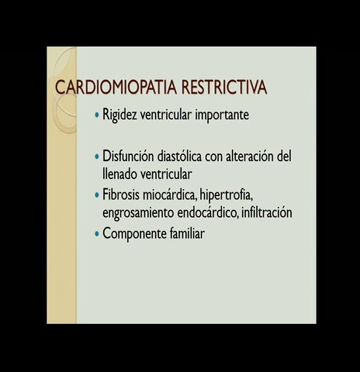 CARDIOMIOPATIA RESTRICTIVA
• Rigidez ventricular importante
• Disfunción diastólica con alteración del
llenado ventricular
• Fibrosis miocárdica, hipertrofia,
engrosamiento endocárdico, infiltración
• Componente familiar